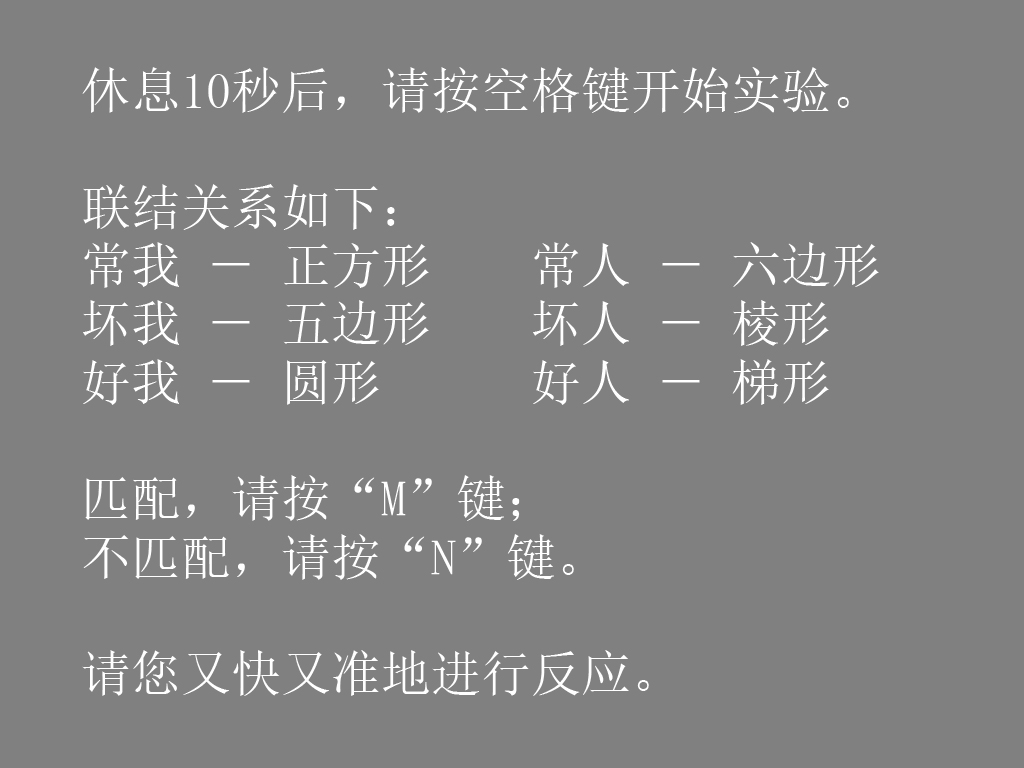 休息10秒后，请按空格键开始实验。
联结关系如下：
常我 － 正方形　　常人 － 六边形
坏我 － 五边形　　坏人 － 棱形
好我 － 圆形　　　好人 － 梯形
匹配，请按“M”键；
不匹配，请按“N”键。
请您又快又准地进行反应。